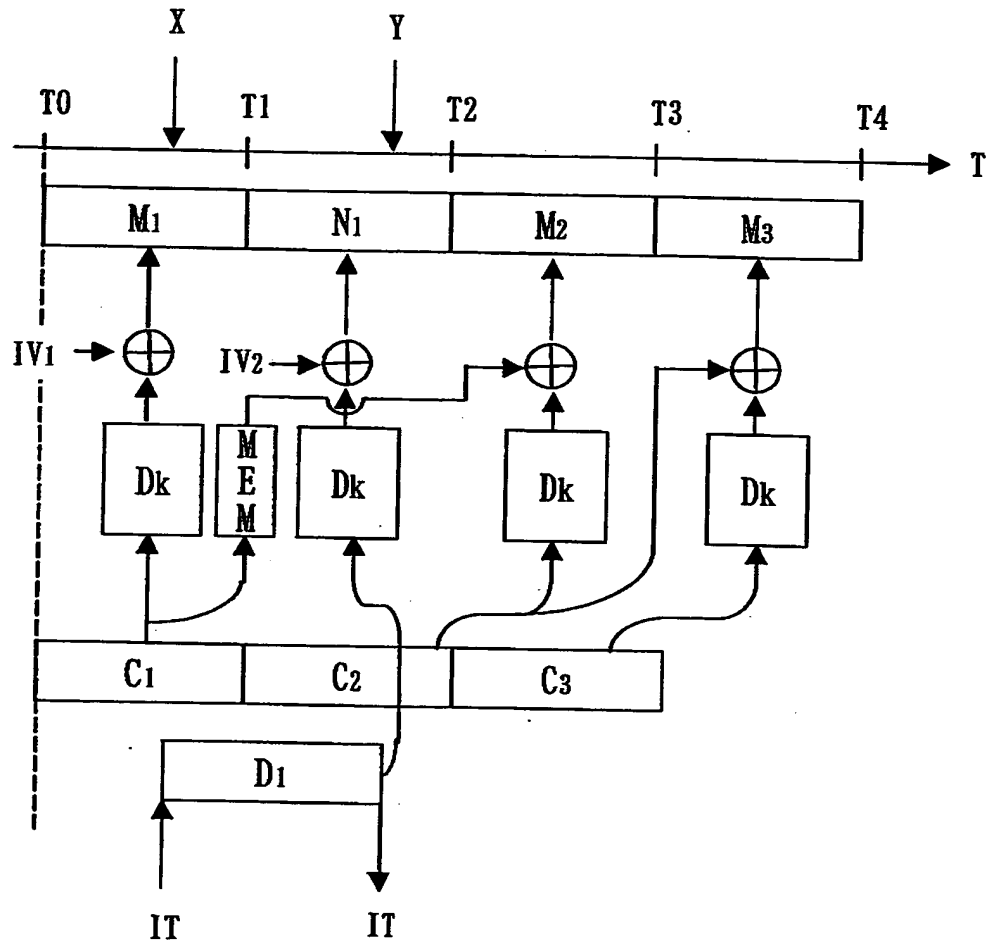 X Y
T0 T1 T2 T3 T4
T
M1 N1 M2 M3
IV1 IV2
Dk MEM Dk Dk Dk
C1 C2 C3
D1
IT IT